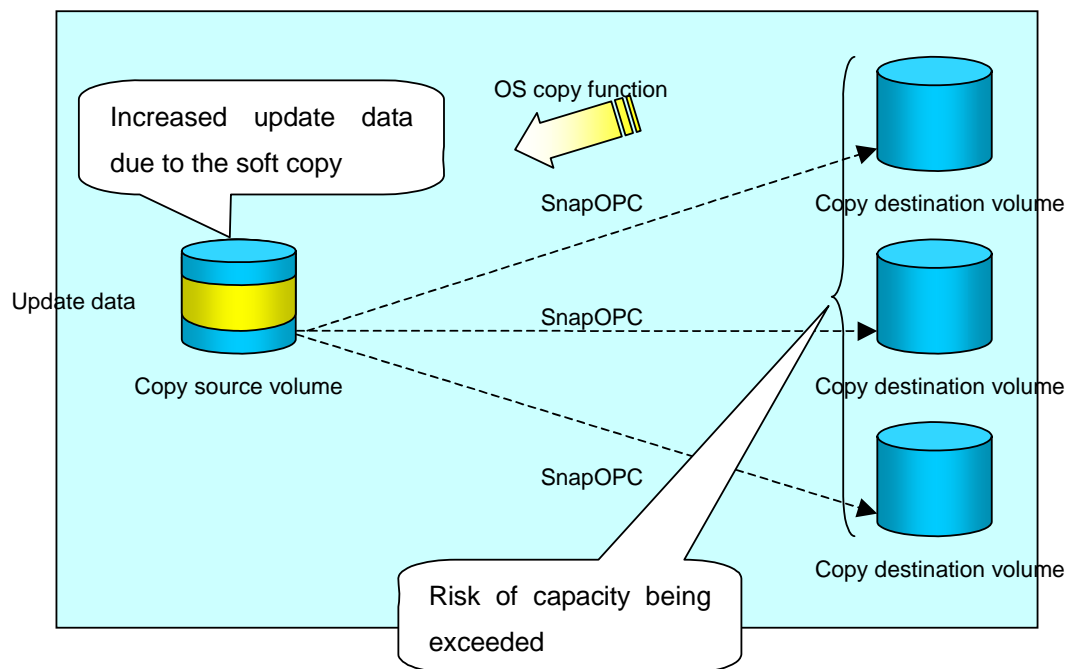 OS copy function
Increased update data
due to the soft copy
SnapOPC
Copy destination volume
Update data
SnapOPC
Copy source volume
Copy destination volume
SnapOPC
Copy destination volume
Risk of capacity being
exceeded